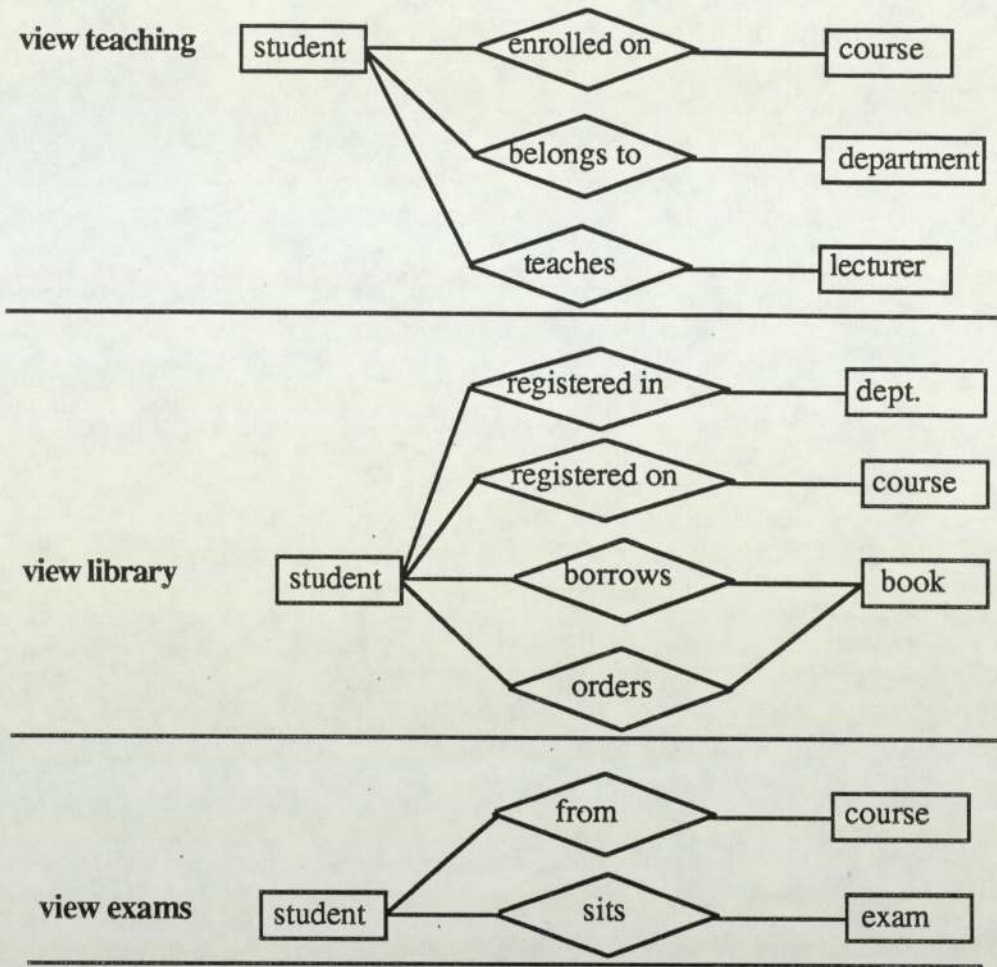 view teaching
student
enrolled on
course
belongs to
department
teaches
lecturer
registered in
dept.
registered on
course
view library
student
borrows
book
orders
from
course
view exams
student
sits
exam